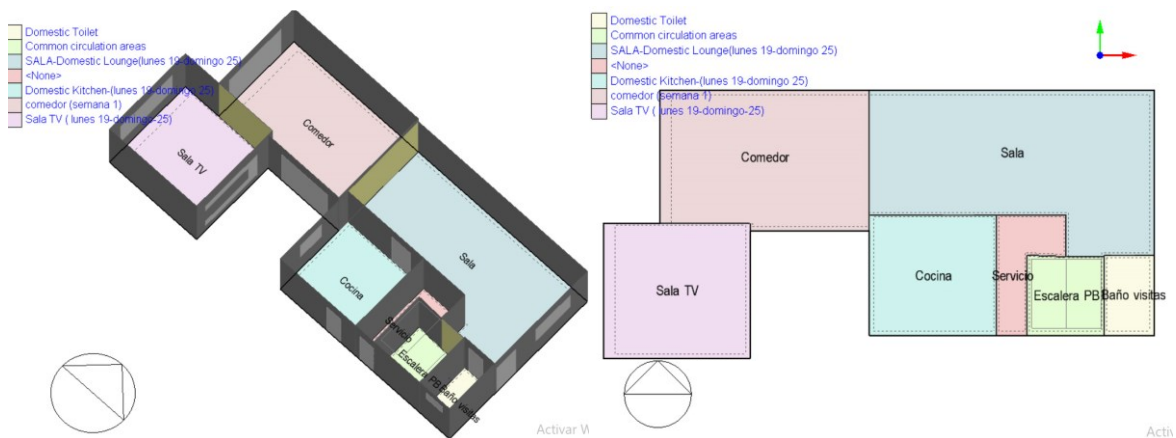 Domestic Toilet
Common circulation areas
SALA-Domestic Lounge(lunes 19-domingo 25)
<None>
Domestic Kitchen-(lunes 19-domingo 25)
comedor (semana 1)
Sala TV ( lunes 19-domingo-25)
Comedor
Sala TV
Sala
Cocina
Servicio
Escalera PB
Baño visitas
Activar W
Domestic Toilet
Common circulation areas
SALA-Domestic Lounge(lunes 19-domingo 25)
<None>
Domestic Kitchen-(lunes 19-domingo 25)
comedor (semana 1)
Sala TV ( lunes 19-domingo-25)
Comedor
Sala
Cocina
Servicio
Sala TV
Escalera PB
Baño visitas
Activ